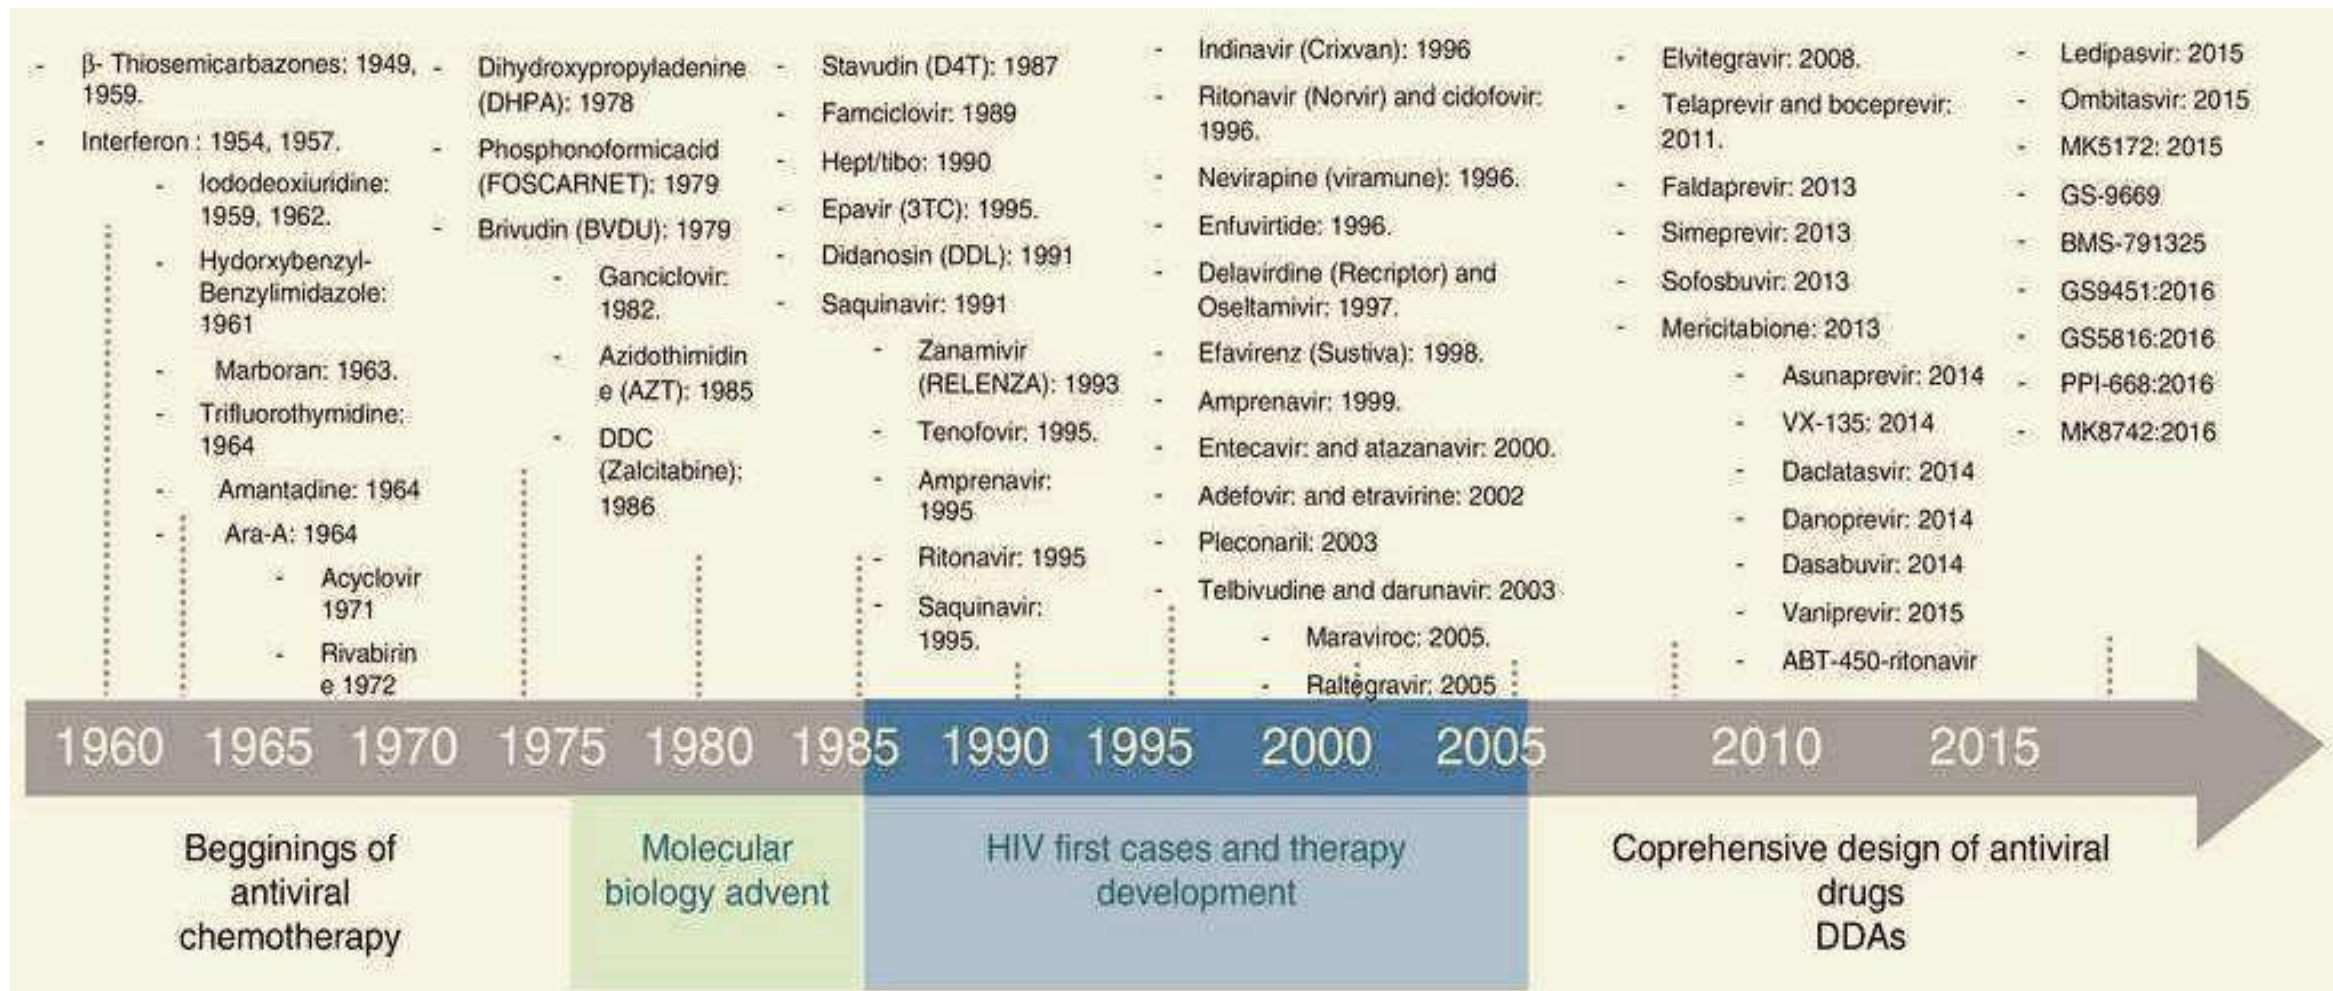 - β- Thiosemicarbazones: 1949,
1959.
- Interferon : 1954, 1957.
- Iododeoxiuridine:
1959, 1962.
- Hydorxybenzyl-
Benzylimidazole:
1961
- Marboran: 1963.
- Trifluorothymidine:
1964
- Amantadine: 1964
- Ara-A: 1964
- Acyclovir
1971
- Rivabirin
e 1972
- Dihydroxypropyladenine
(DHPA): 1978
- Phosphonoformicacid
(FOSCARNET): 1979
- Brivudin (BVDU): 1979
- Ganciclovir:
1982.
- Azidothimidin
e (AZT): 1985
- DDC
(Zalcitabine):
1986
- Stavudin (D4T): 1987
- Famciclovir: 1989
- Hept/tibo: 1990
- Epavir (3TC): 1995.
- Didanosin (DDL): 1991
- Saquinavir: 1991
- Zanamivir
(RELENZA): 1993
- Tenofovir: 1995.
- Amprenavir:
1995
- Ritonavir: 1995
- Saquinavir:
1995.
- Indinavir (Crixvan): 1996
- Ritonavir (Norvir) and cidofovir:
1996.
- Nevirapine (viramune): 1996.
- Enfuvirtide: 1996.
- Delavirdine (Recriptor) and
Oseltamivir: 1997.
- Efavirenz (Sustiva): 1998.
- Amprenavir: 1999.
- Entecavir: and atazanavir: 2000.
- Adefovir: and etravirine: 2002
- Pleconaril: 2003
- Telbivudine and darunavir: 2003
- Maraviroc: 2005.
- Raltegravir: 2005
- Elvitegravir: 2008.
- Telaprevir and boceprevir:
2011.
- Faldaprevir: 2013
- Simeprevir: 2013
- Sofosbuvir: 2013
- Mericitabione: 2013
- Asunaprevir: 2014
- VX-135: 2014
- Daclatasvir: 2014
- Danoprevir: 2014
- Dasabuvir: 2014
- Vaniprevir: 2015
- ABT-450-ritonavir
- Ledipasvir: 2015
- Ombitasvir: 2015
- MK5172: 2015
- GS-9669
- BMS-791325
- GS9451:2016
- GS5816:2016
- PPI-668:2016
- MK8742:2016
1960 1965 1970 1975 1980 1985 1990 1995 2000 2005 2010 2015
Begginings of
antiviral
chemotherapy
Molecular
biology advent
HIV first cases and therapy
development
Coprehensive design of antiviral
drugs
DDAs